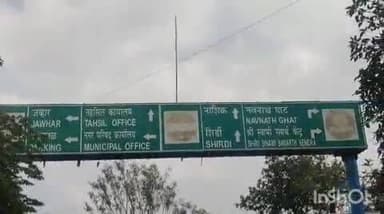 जव्हार
JAWHAR
KING
तहसिल कार्यालय
TAHSIL OFFICE
नगर परिषद कार्यालय
MUNICIPAL OFFICE
नाशिक
शिर्डी
SHIRDI
नवनाथ घाट
NAVNATH GHAT
श्री स्वामी समर्थ केंद्र
SHRI SWAMI SAMARTH KENDRA
InShOt